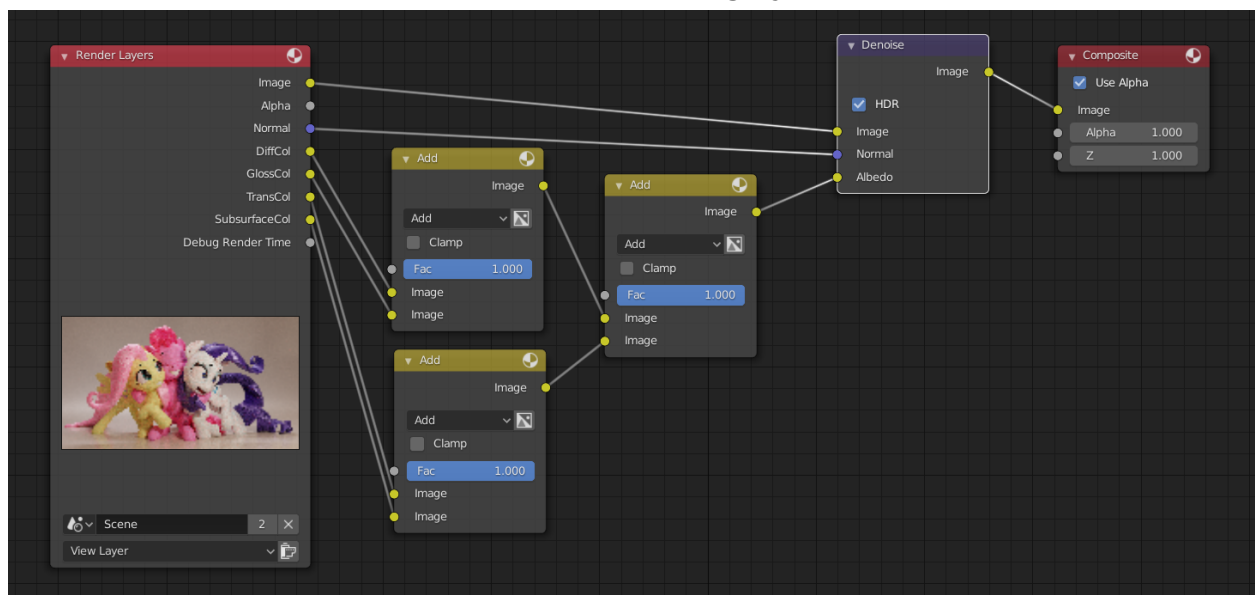 Render Layers
Image
Alpha
Normal
DiffCol
GlossCol
TransCol
SubsurfaceCol
Debug Render Time
Scene 2
View Layer
Add
Image
Add
Clamp
Fac 1.000
Image
Image
Add
Image
Add
Clamp
Fac 1.000
Image
Image
Add
Image
Add
Clamp
Fac 1.000
Image
Image
Denoise
Image
HDR
Image
Normal
Albedo
Composite
Use Alpha
Image
Alpha 1.000
Z 1.000